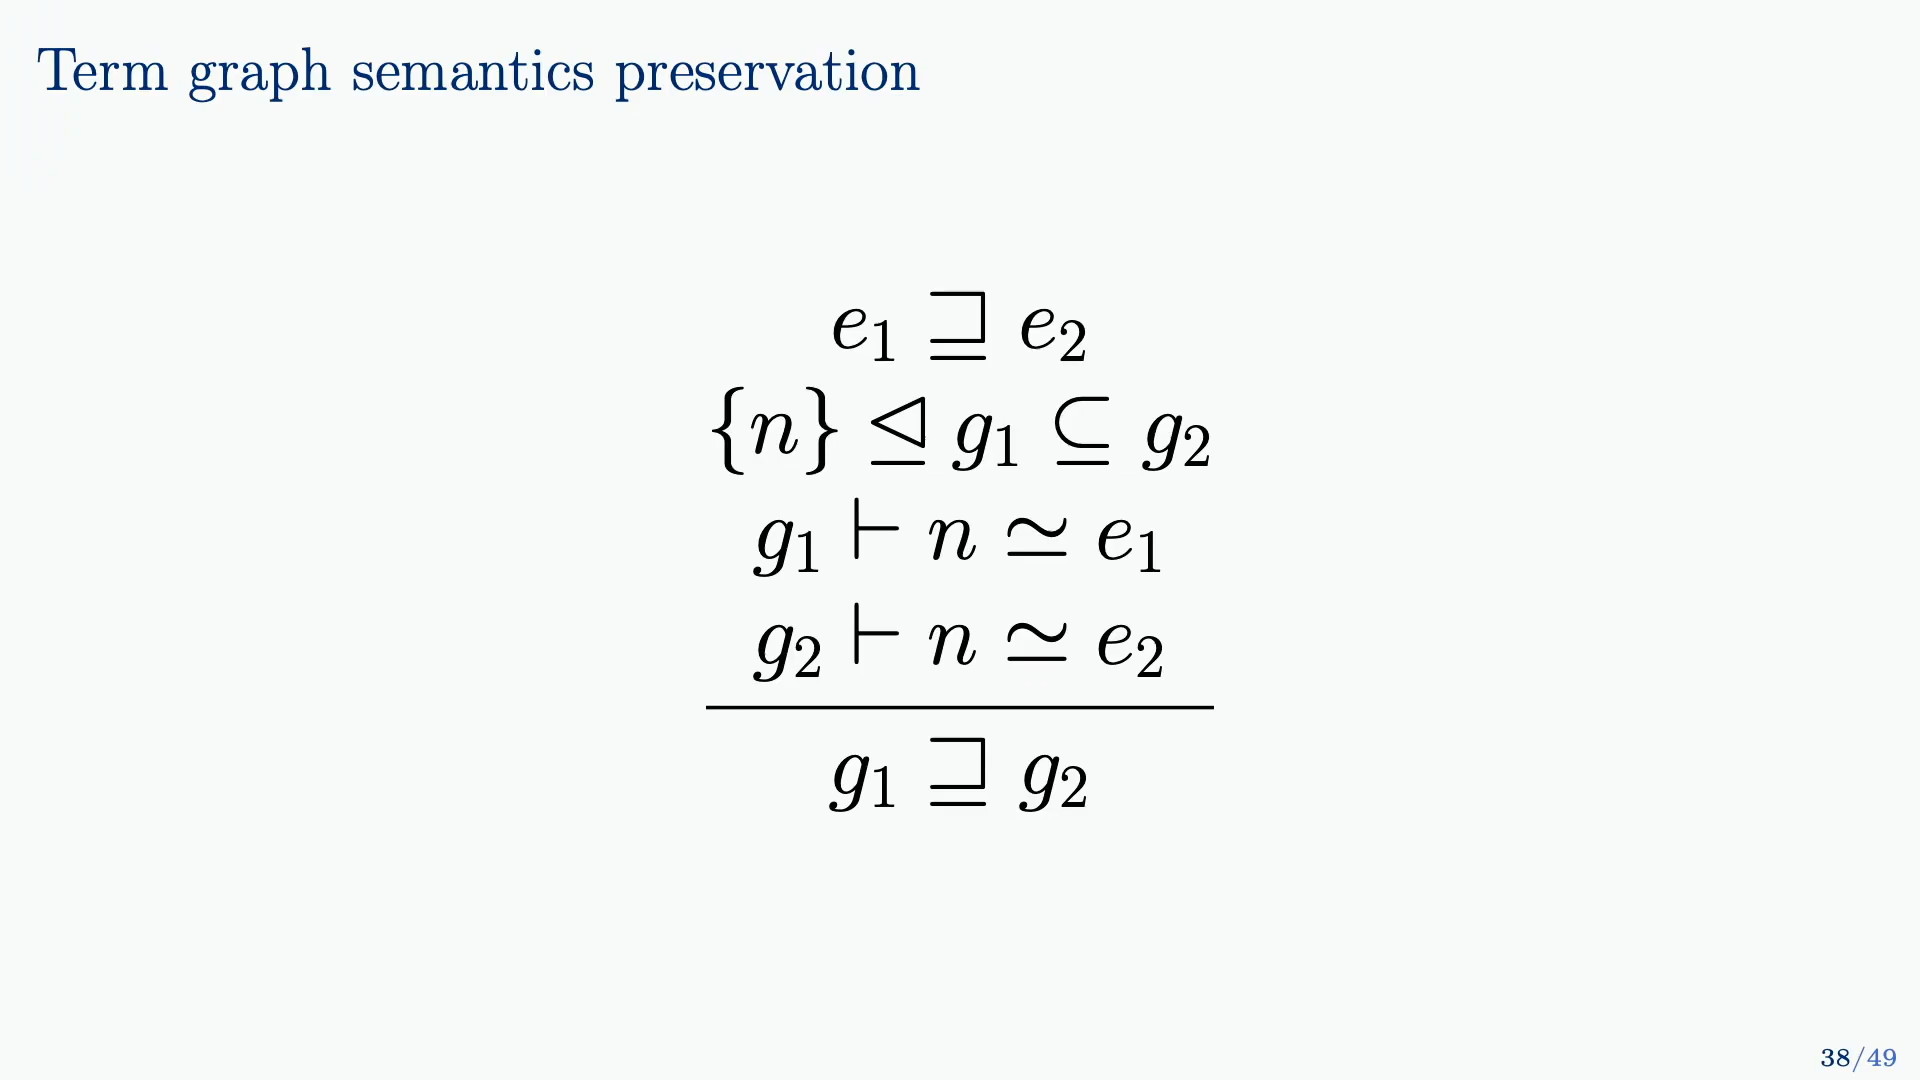 Term graph semantics preservation
e₁ ⊒ e₂
{n} ⊴ g₁ ⊆ g₂
g₁ ⊢ n ≃ e₁
g₂ ⊢ n ≃ e₂
g₁ ⊒ g₂
38/49